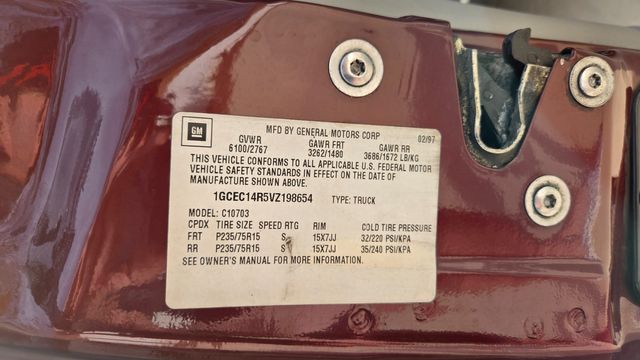 GM MFD BY GENERAL MOTORS CORP 02/97
GVWR GAWR FRT GAWR RR
6100/2767 3262/1480 3686/1672 LB/KG
THIS VEHICLE CONFORMS TO ALL APPLICABLE U.S. FEDERAL MOTOR
VEHICLE SAFETY STANDARDS IN EFFECT ON THE DATE OF
MANUFACTURE SHOWN ABOVE.
1GCEC14R5VZ198654 TYPE: TRUCK
MODEL: C10703
CPDX TIRE SIZE SPEED RTG RIM COLD TIRE PRESSURE
FRT P235/75R15 S 15X7JJ 32/220 PSI/KPA
RR P235/75R15 S 15X7JJ 35/240 PSI/KPA
SEE OWNER'S MANUAL FOR MORE INFORMATION.